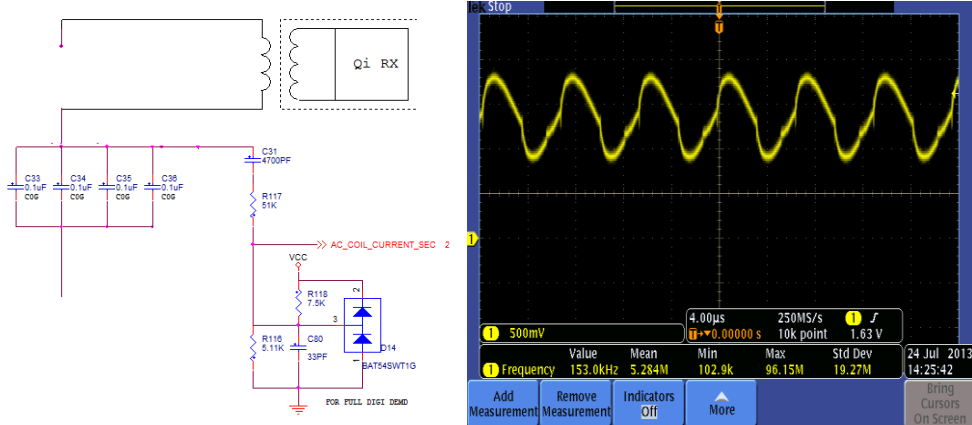 Qi RX
C31
4700PF
C33
0.1uF
C0G
C34
0.1uF
C0G
C35
0.1uF
C0G
C36
0.1uF
C0G
R117
51K
AC_COIL_CURRENT_SEC 2
VCC
R118
7.5K
2
3
R116
5.11K
C80
33PF
D14
1
BAT54SWT1G
FOR FULL DIGI DEMD
Tek Stop
T
T
1
1 500mV
4.00µs 250MS/s 1 ƒ
T→▼0.00000 s 10k point 1.63 V
Value Mean Min Max Std Dev
1 Frequency 153.0kHz 5.284M 102.9k 96.15M 19.27M
24 Jul 2013
14:25:42
Add
Measurement
Remove
Measurement
Indicators
Off
More
Bring
Cursors
On Screen